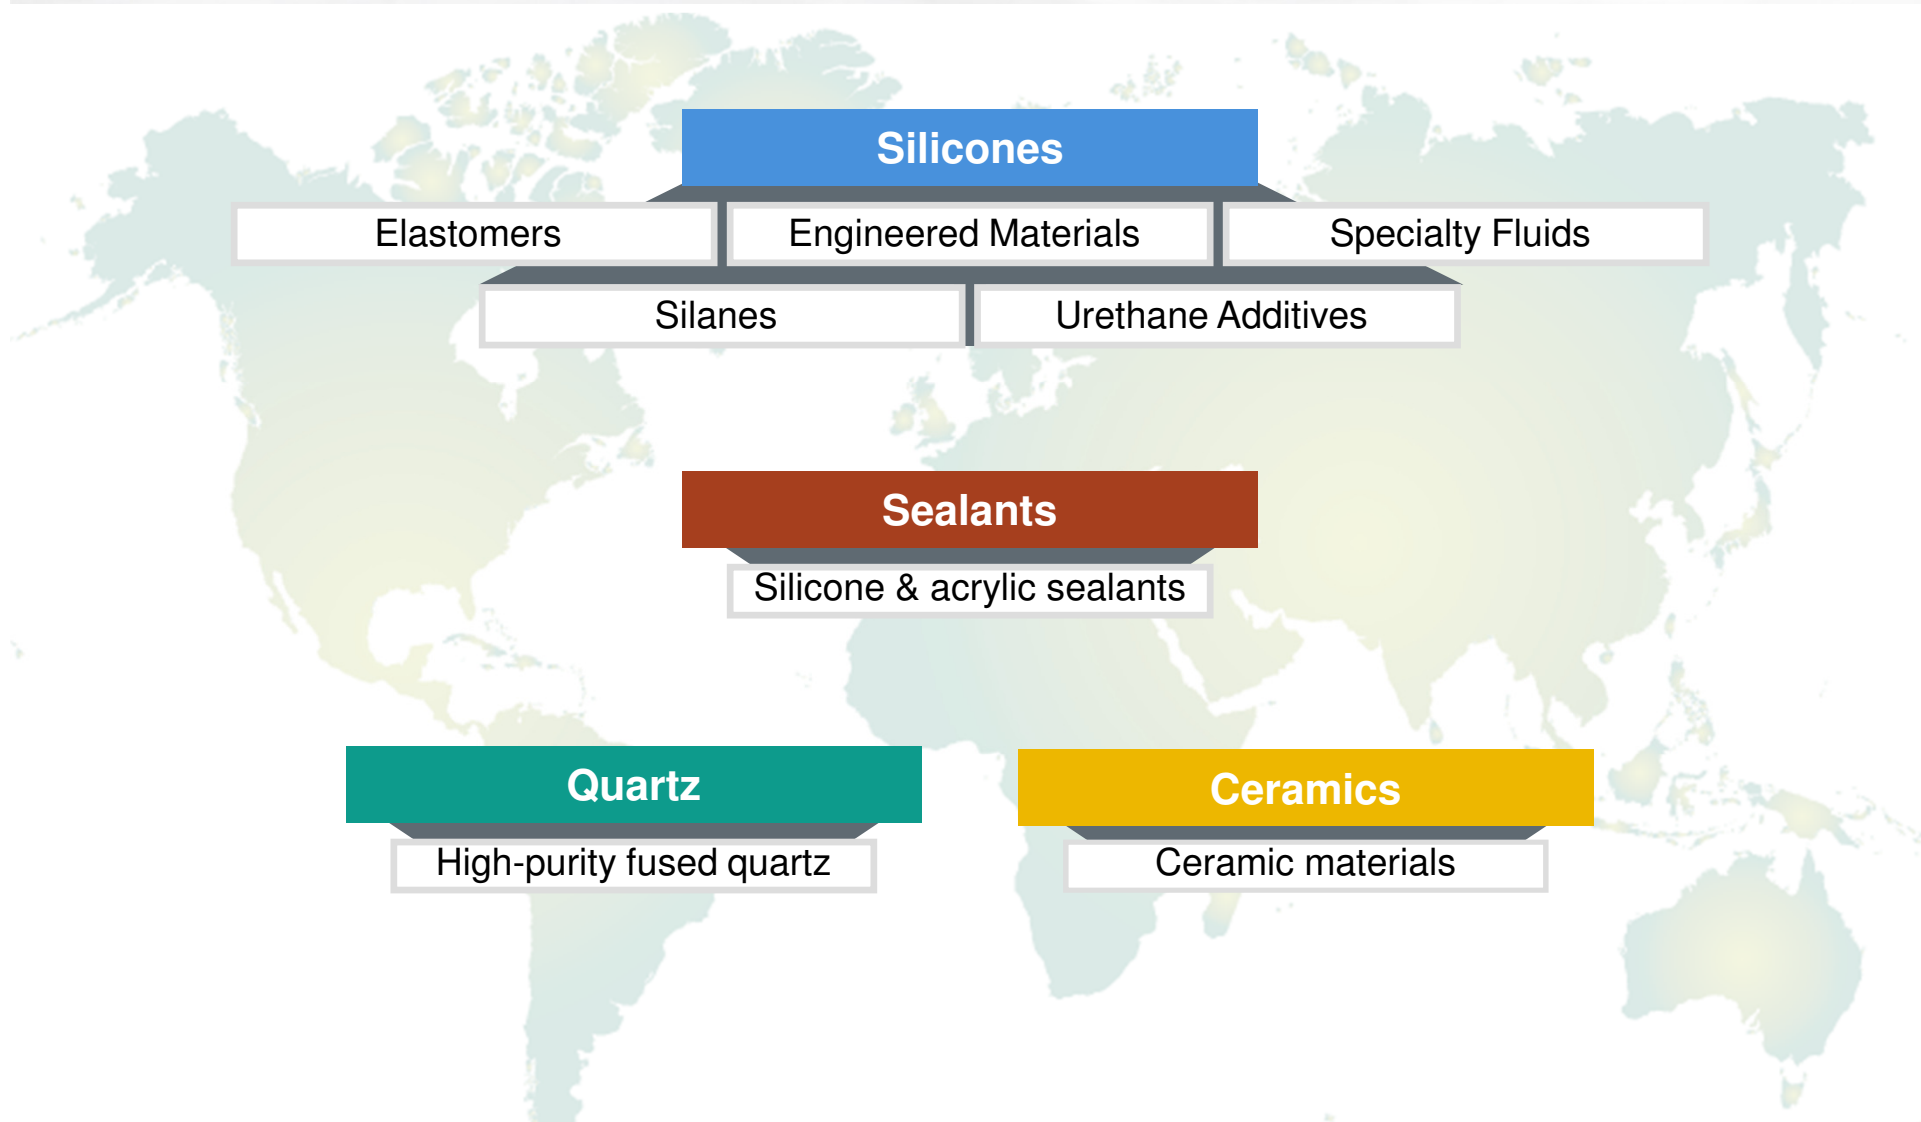 Silicones
Elastomers
Engineered Materials
Specialty Fluids
Silanes
Urethane Additives
Sealants
Silicone & acrylic sealants
Quartz
Ceramics
High-purity fused quartz
Ceramic materials